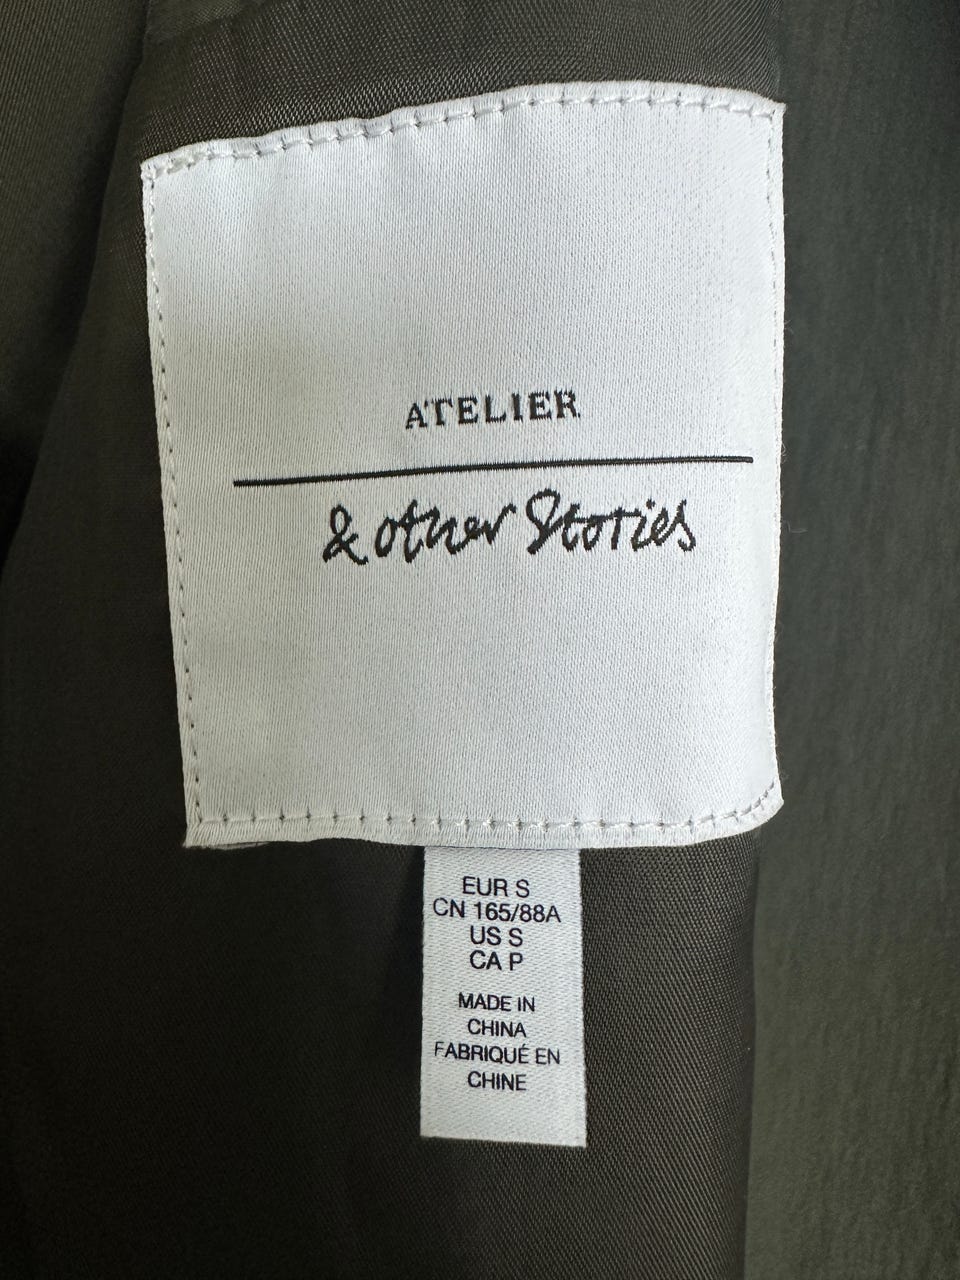 ATELIER
& other Stories
EUR S
CN 165/88A
US S
CA P
MADE IN
CHINA
FABRIQUÉ EN
CHINE